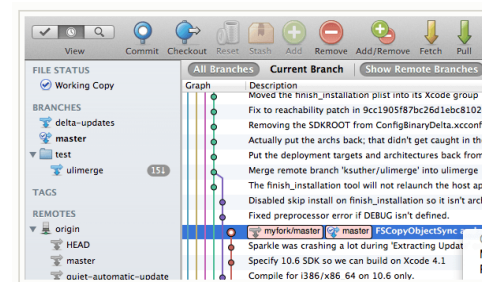 View Commit Checkout Reset Stash Add Remove Add/Remove Fetch Pull
FILE STATUS
Working Copy
BRANCHES
delta-updates
master
test
ulimerge 15↓
TAGS
REMOTES
origin
HEAD
master
quiet-automatic-update
All Branches Current Branch Show Remote Branches
Graph Description
Moved the finish_installation plist into its Xcode group
Fix to reachability patch in 9cc1905f87bc26d1ebc8102
Removing the SDKROOT from ConfigBinaryDelta.xcconf
Actually put the archs back; that didn't get caught in th
Put the deployment targets and architectures back from
Merge remote branch 'ksuther/ulimerge' into ulimerge
The finish_installation tool will not relaunch the host ap
Disabled skip install on finish_installation so it isn't arch
Fixed preprocessor error if DEBUG isn't defined.
myfork/master master FSCopyObjectSync
Sparkle was crashing a lot during 'Extracting Updat
Specify 10.6 SDK so we can build on Xcode 4.1
Compile for i386/x86_64 on 10.6 only.